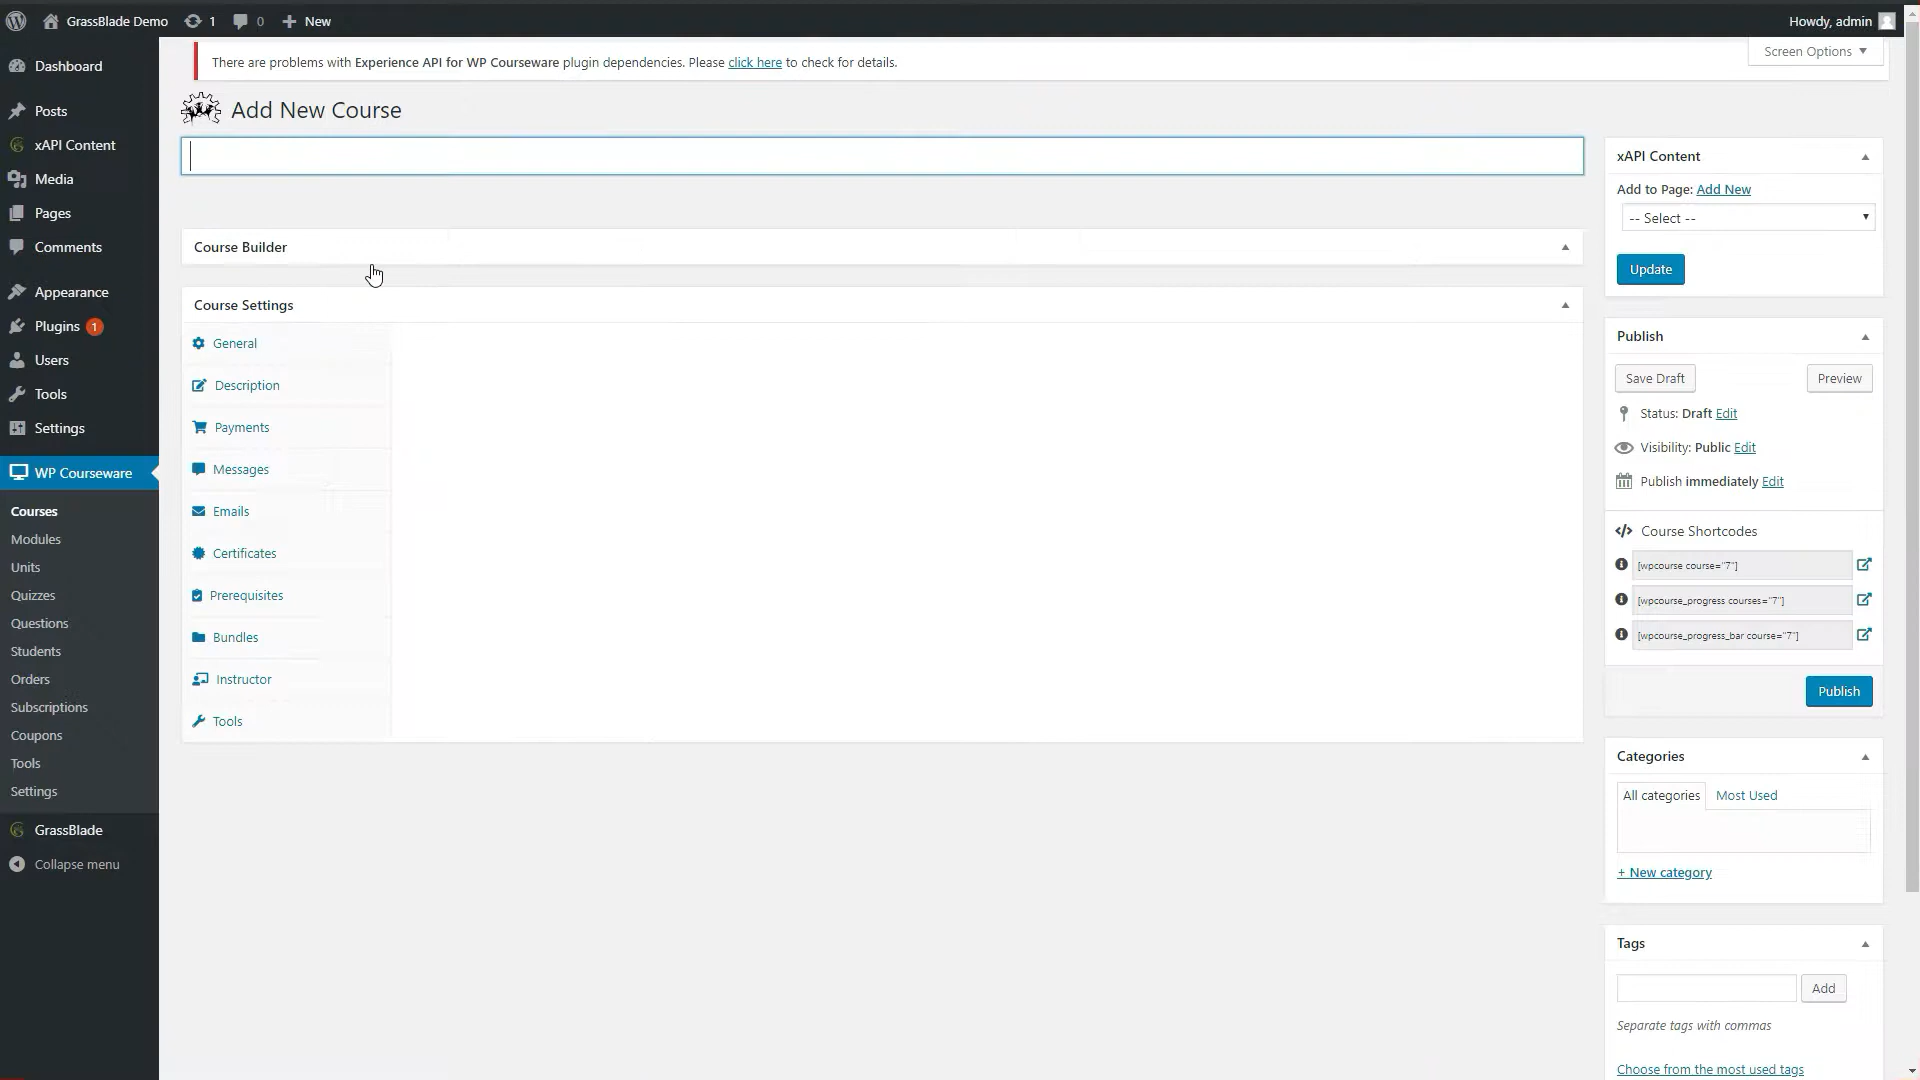 GrassBlade Demo 1 0 New Howdy, admin
Screen Options
There are problems with Experience API for WP Courseware plugin dependencies. Please click here to check for details.
Add New Course
Dashboard
Posts
xAPI Content
Media
Pages
Comments
Appearance
Plugins 1
Users
Tools
Settings
WP Courseware
Courses
Modules
Units
Quizzes
Questions
Students
Orders
Subscriptions
Coupons
Tools
Settings
GrassBlade
Collapse menu
Course Builder
Course Settings
General
Description
Payments
Messages
Emails
Certificates
Prerequisites
Bundles
Instructor
Tools
xAPI Content
Add to Page: Add New
-- Select --
Update
Publish
Save Draft Preview
Status: Draft Edit
Visibility: Public Edit
Publish immediately Edit
Course Shortcodes
[wpcourse course="7"]
[wpcourse_progress courses="7"]
[wpcourse_progress_bar course="7"]
Publish
Categories
All categories Most Used
+ New category
Tags
Add
Separate tags with commas
Choose from the most used tags